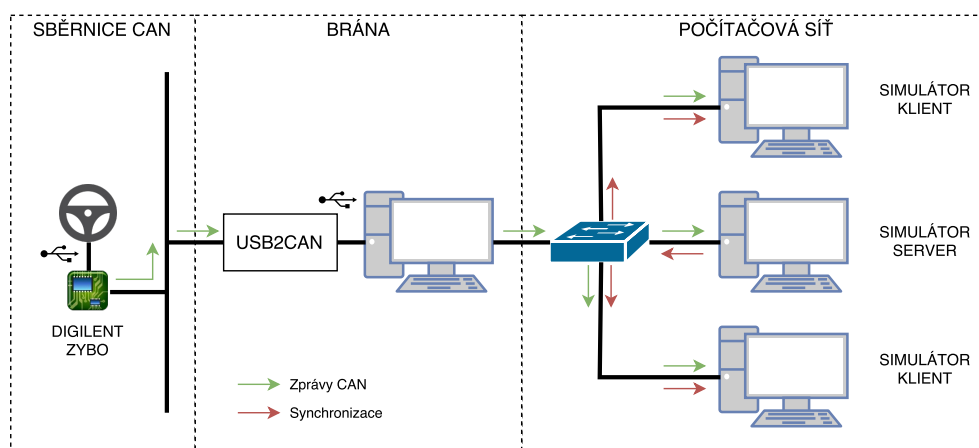 SBĚRNICE CAN
BRÁNA
POČÍTAČOVÁ SÍŤ
SIMULÁTOR
KLIENT
USB2CAN
SIMULÁTOR
SERVER
DIGILENT
ZYBO
SIMULÁTOR
KLIENT
Zprávy CAN
Synchronizace